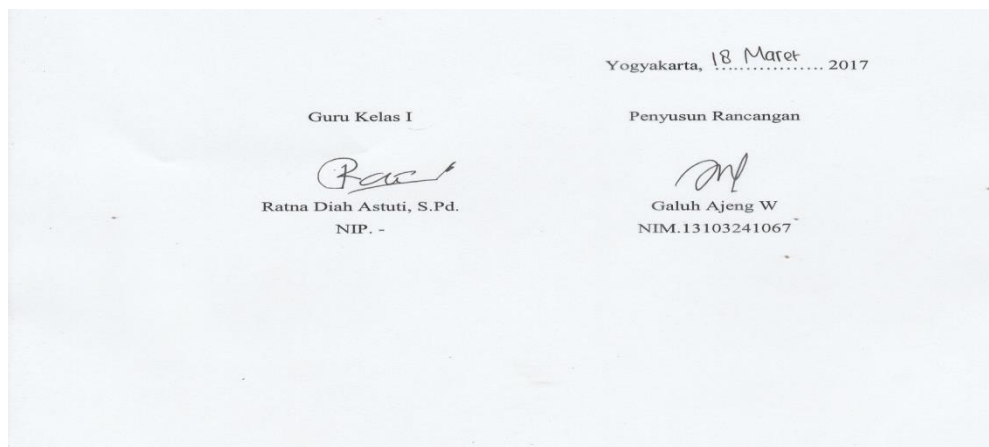 Yogyakarta, 18 Maret 2017
Guru Kelas I
Penyusun Rancangan
Ratna Diah Astuti, S.Pd.
Galuh Ajeng W
NIP. -
NIM.13103241067